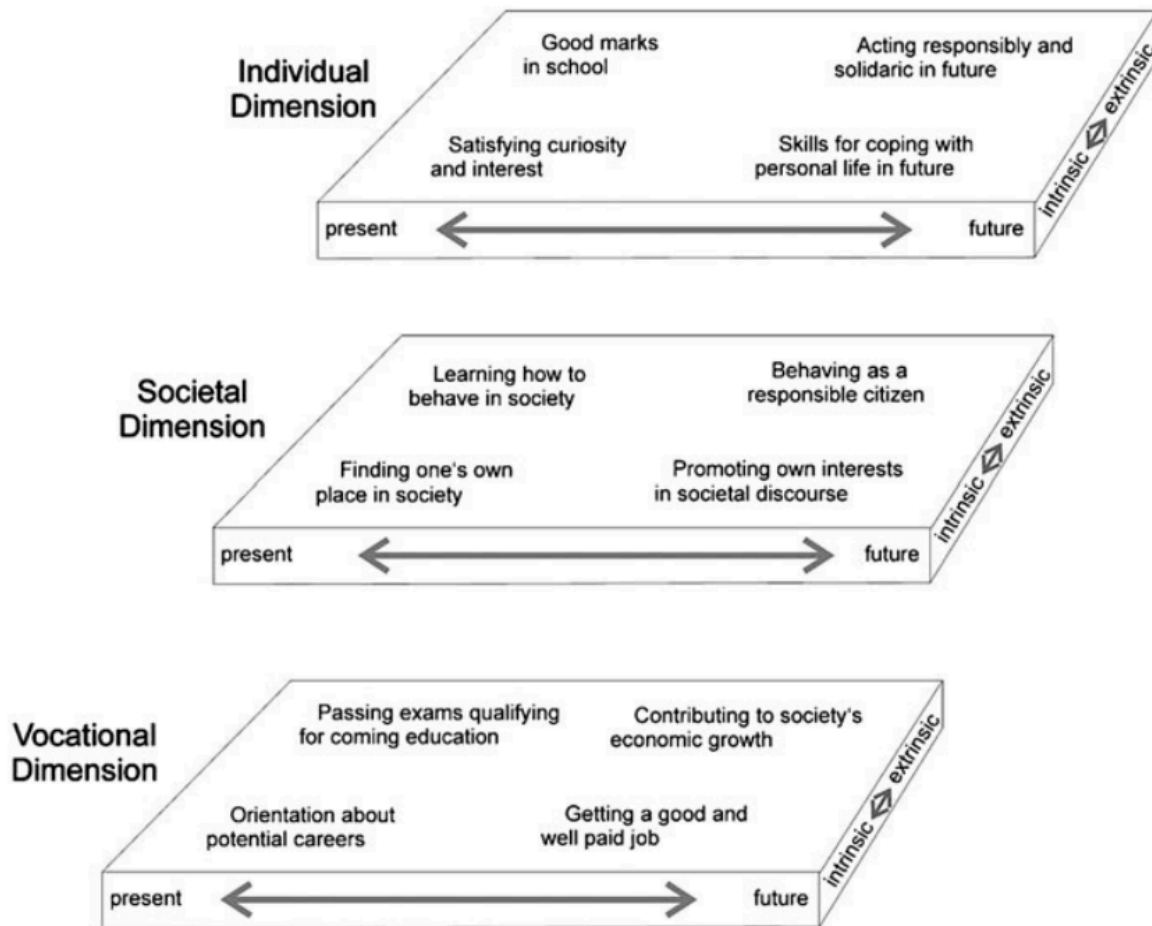 Individual
Dimension
Good marks
in school
Acting responsibly and
solidaric in future
Satisfying curiosity
and interest
Skills for coping with
personal life in future
present
future
intrinsic
extrinsic
Societal
Dimension
Learning how to
behave in society
Behaving as a
responsible citizen
Finding one's own
place in society
Promoting own interests
in societal discourse
present
future
intrinsic
extrinsic
Vocational
Dimension
Passing exams qualifying
for coming education
Contributing to society's
economic growth
Orientation about
potential careers
Getting a good and
well paid job
present
future
intrinsic
extrinsic